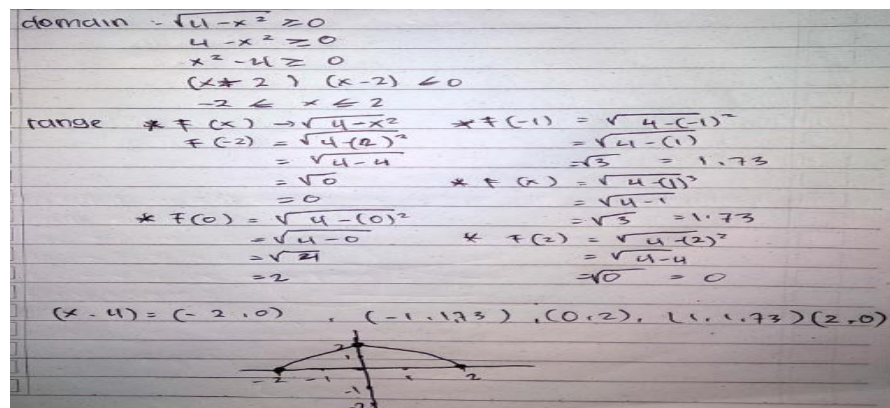 domain :- √4-x² ≥ 0
4-x² ≥ 0
x²-4 ≥ 0
(x+2) (x-2) ≤ 0
-2 ≤ x ≤ 2
range * F(x) → √4-x²
F(-2) = √4-(2)²
= √4-4
= √0
= 0
* F(0) = √4-(0)²
= √4-0
= √4
= 2
* F(-1) = √4-(-1)²
= √4-(1)
= √3 = 1.73
* F(x) = √4-(1)²
= √4-1
= √3 = 1.73
* F(2) = √4-(2)²
= √4-4
= √0 = 0
(x-4) = (-2,0), (-1.1,73), (0,2), (1,1.73) (2,0)
2
1
-2 -1 1 2
-1
-2